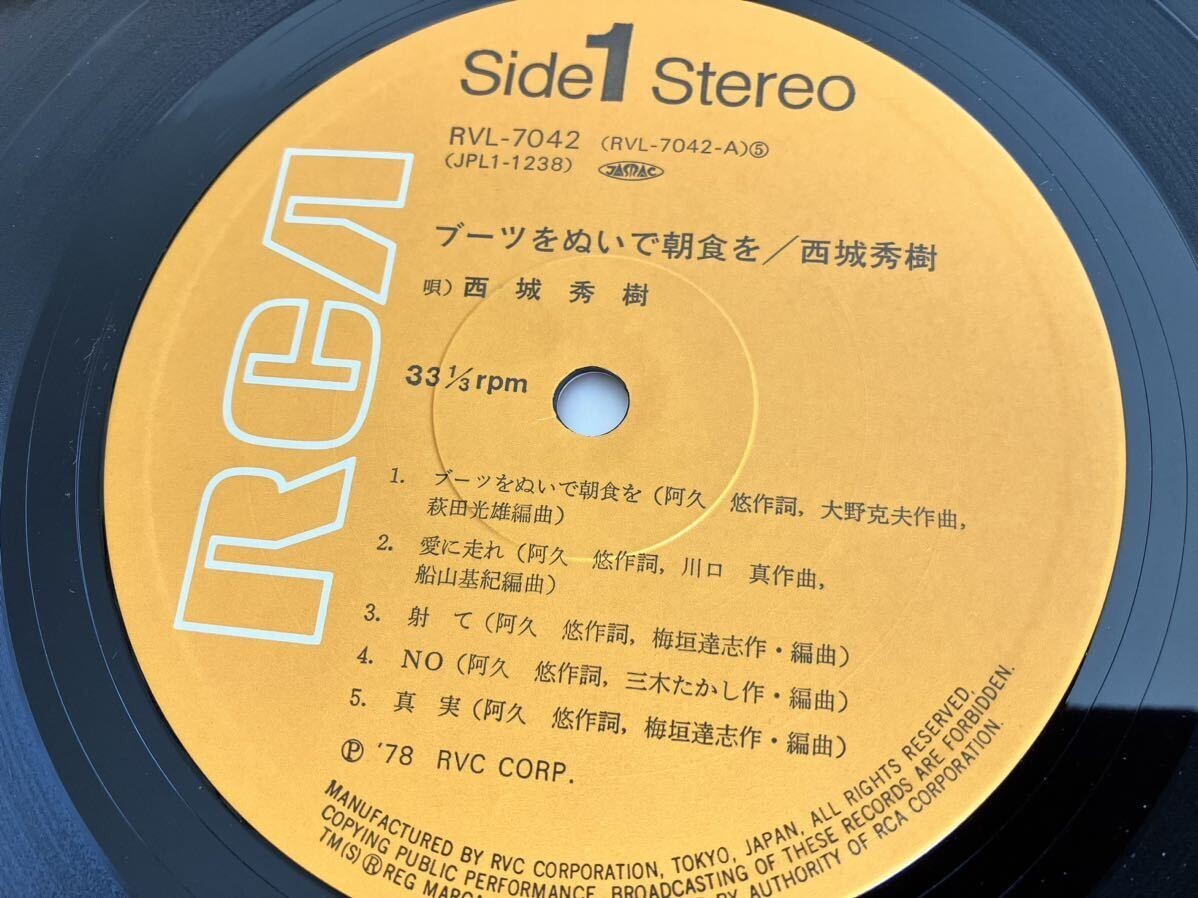 Side 1 Stereo
RVL-7042 (RVL-7042-A)⑤
(JPL1-1238) JASRAC
RCA
ブーツをぬいで朝食を／西城秀樹
唄）西城秀樹
33 1/3 rpm
1. ブーツをぬいで朝食を（阿久 悠作詞，大野克夫作曲，
萩田光雄編曲）
2. 愛に走れ（阿久 悠作詞，川口 真作曲，
船山基紀編曲）
3. 射 て（阿久 悠作詞，梅垣達志作・編曲）
4. NO（阿久 悠作詞，三木たかし作・編曲）
5. 真 実（阿久 悠作詞，梅垣達志作・編曲）
Ⓟ '78 RVC CORP.
MANUFACTURED BY RVC CORPORATION, TOKYO, JAPAN, ALL RIGHTS RESERVED,
COPYING PUBLIC PERFORMANCE, BROADCASTING OF THESE RECORDS ARE FORBIDDEN.
TM(S) ® REG MARCA BY AUTHORITY OF RCA CORPORATION.